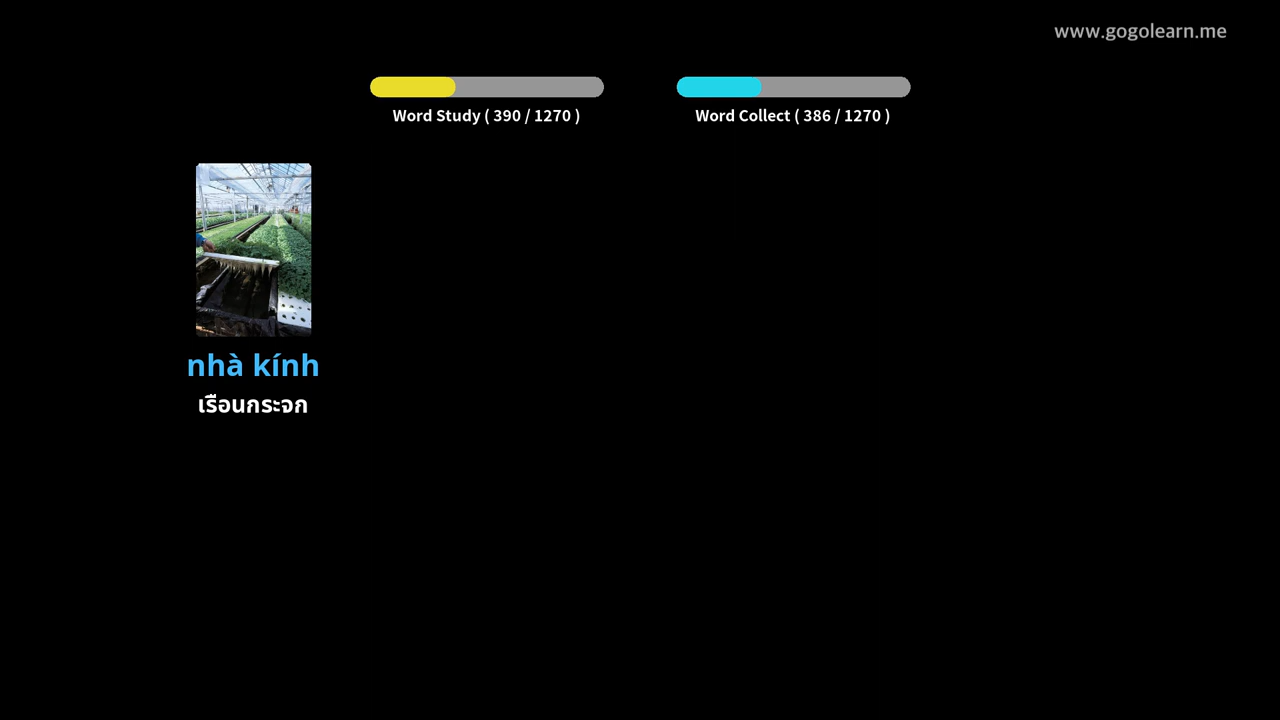 www.gogolearn.me
Word Study ( 390 / 1270 )
Word Collect ( 386 / 1270 )
nhà kính
เรือนกระจก